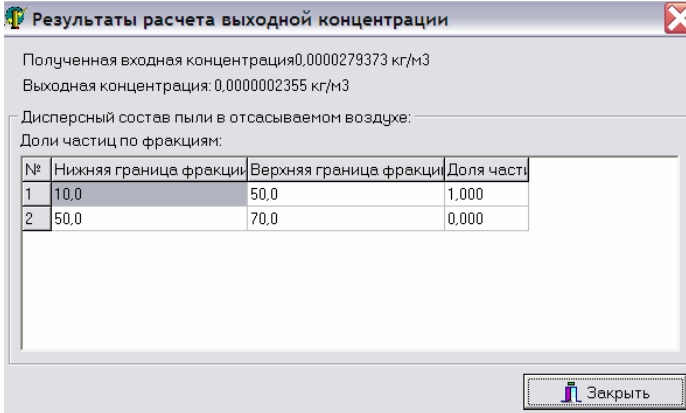 Результаты расчета выходной концентрации
Полученная входная концентрация0,0000279373 кг/м3
Выходная концентрация: 0,0000002355 кг/м3
Дисперсный состав пыли в отсасываемом воздухе:
Доли частиц по фракциям:
№ Нижняя граница фракции Верхняя граница фракци Доля части
1 10,0 50,0 1,000
2 50,0 70,0 0,000
Закрыть